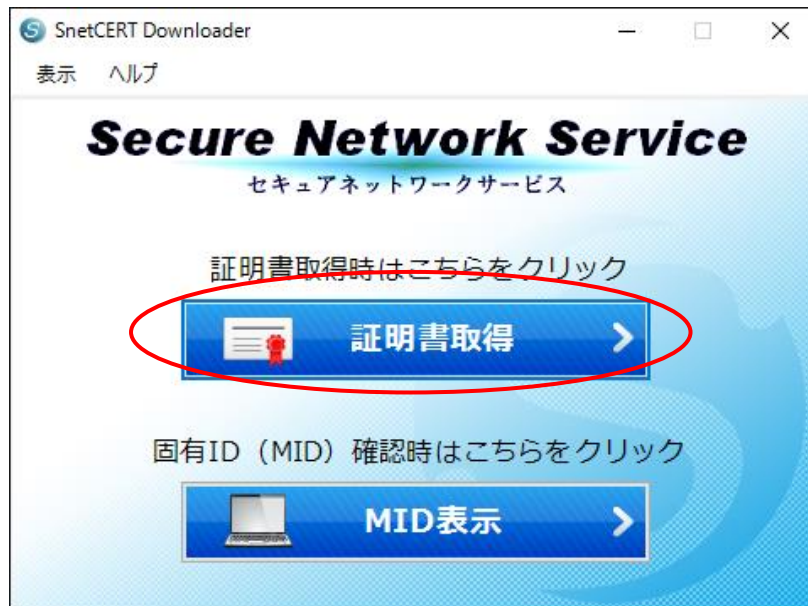 SnetCERT Downloader
表示 ヘルプ
Secure Network Service
セキュアネットワークサービス
証明書取得時はこちらをクリック
証明書取得
固有ID（MID）確認時はこちらをクリック
MID表示